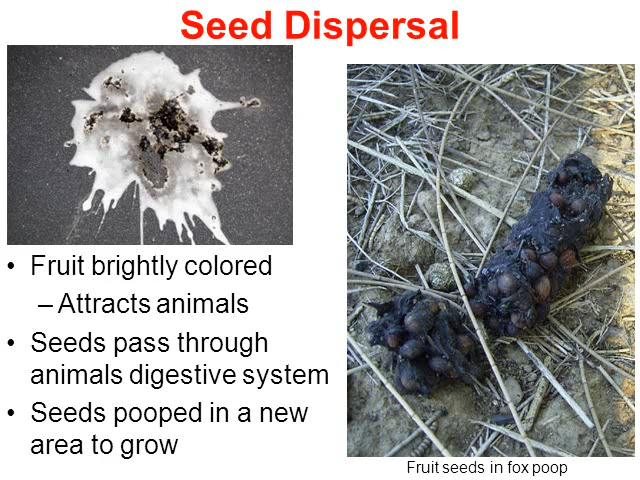 Seed Dispersal
• Fruit brightly colored
– Attracts animals
• Seeds pass through
animals digestive system
• Seeds pooped in a new
area to grow
Fruit seeds in fox poop